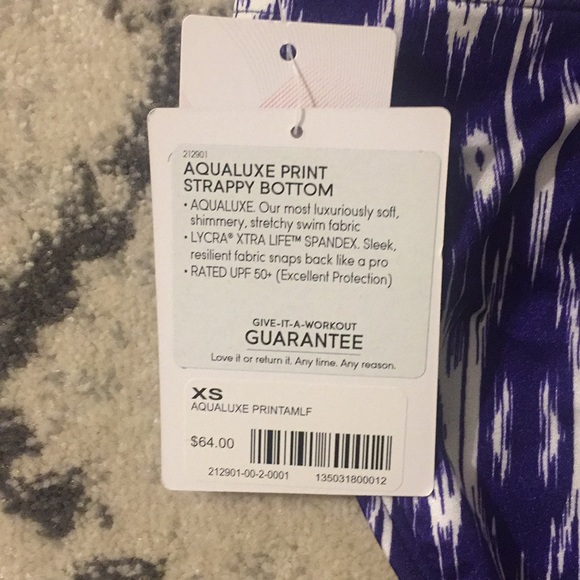 212901
AQUALUXE PRINT
STRAPPY BOTTOM
• AQUALUXE. Our most luxuriously soft,
shimmery, stretchy swim fabric
• LYCRA® XTRA LIFE™ SPANDEX. Sleek,
resilient fabric snaps back like a pro
• RATED UPF 50+ (Excellent Protection)
GIVE-IT-A-WORKOUT
GUARANTEE
Love it or return it. Any time. Any reason.
XS
AQUALUXE PRINTAMLF
$64.00
212901-00-2-0001 135031800012